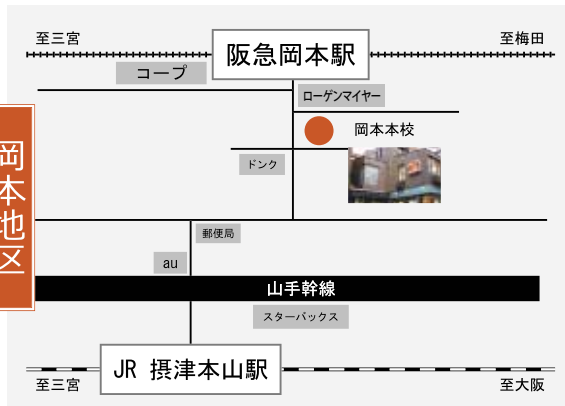 至三宮
阪急岡本駅
至梅田
コープ
ローゲンマイヤー
岡本本校
ドンク
岡本地区
郵便局
au
山手幹線
スターバックス
JR 摂津本山駅
至三宮
至大阪